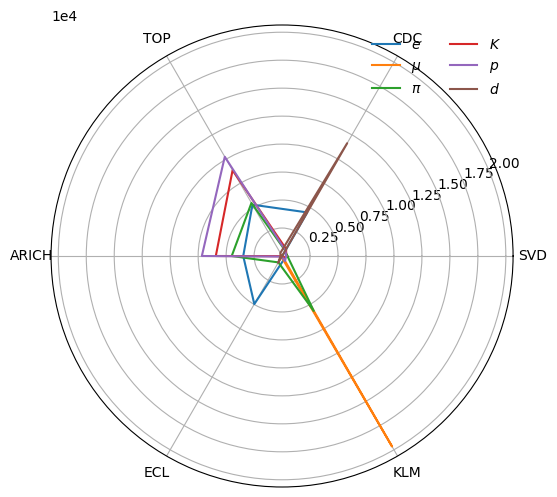 1e4
TOP
CDC
e
K
μ
p
π
d
2.00
1.75
1.50
1.25
1.00
0.75
0.50
0.25
ARICH
SVD
ECL
KLM